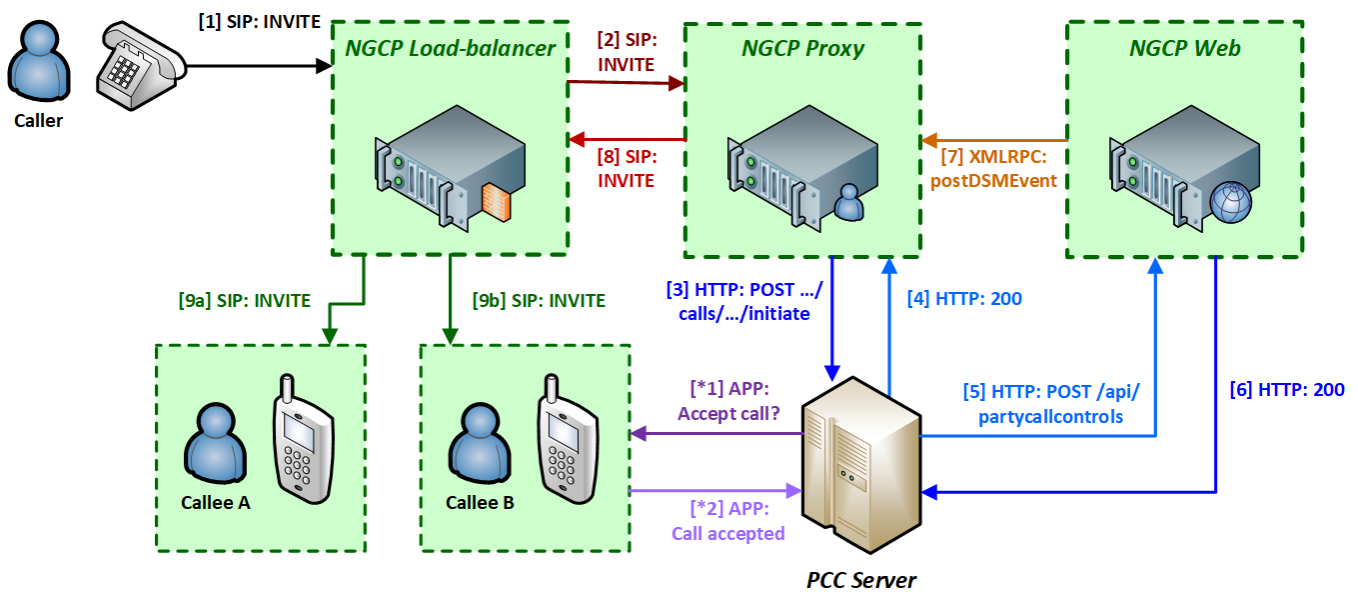 [1] SIP: INVITE
Caller
NGCP Load-balancer
[2] SIP:
INVITE
[8] SIP:
INVITE
NGCP Proxy
[7] XMLRPC:
postDSMEvent
NGCP Web
[9a] SIP: INVITE
[9b] SIP: INVITE
[3] HTTP: POST …/
calls/…/initiate
[4] HTTP: 200
[5] HTTP: POST /api/
partycallcontrols
[6] HTTP: 200
[*1] APP:
Accept call?
[*2] APP:
Call accepted
Callee A
Callee B
PCC Server